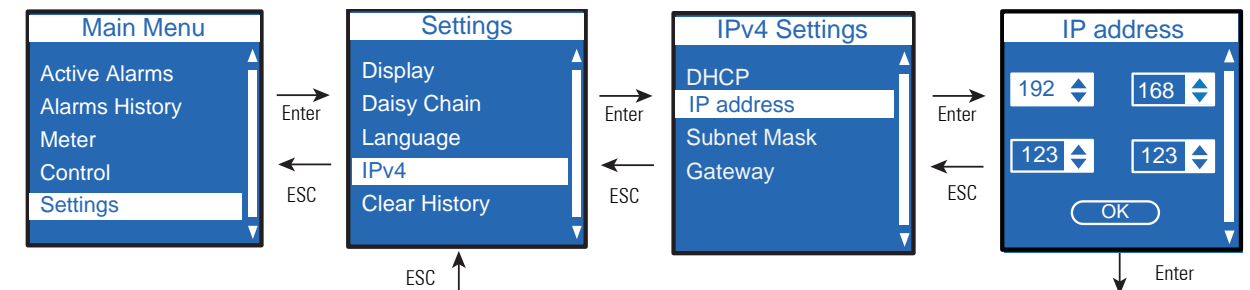 Main Menu
Active Alarms
Alarms History
Meter
Control
Settings
Enter
ESC
Settings
Display
Daisy Chain
Language
IPv4
Clear History
Enter
ESC
IPv4 Settings
DHCP
IP address
Subnet Mask
Gateway
Enter
ESC
IP address
192 168
123 123
OK
ESC
Enter